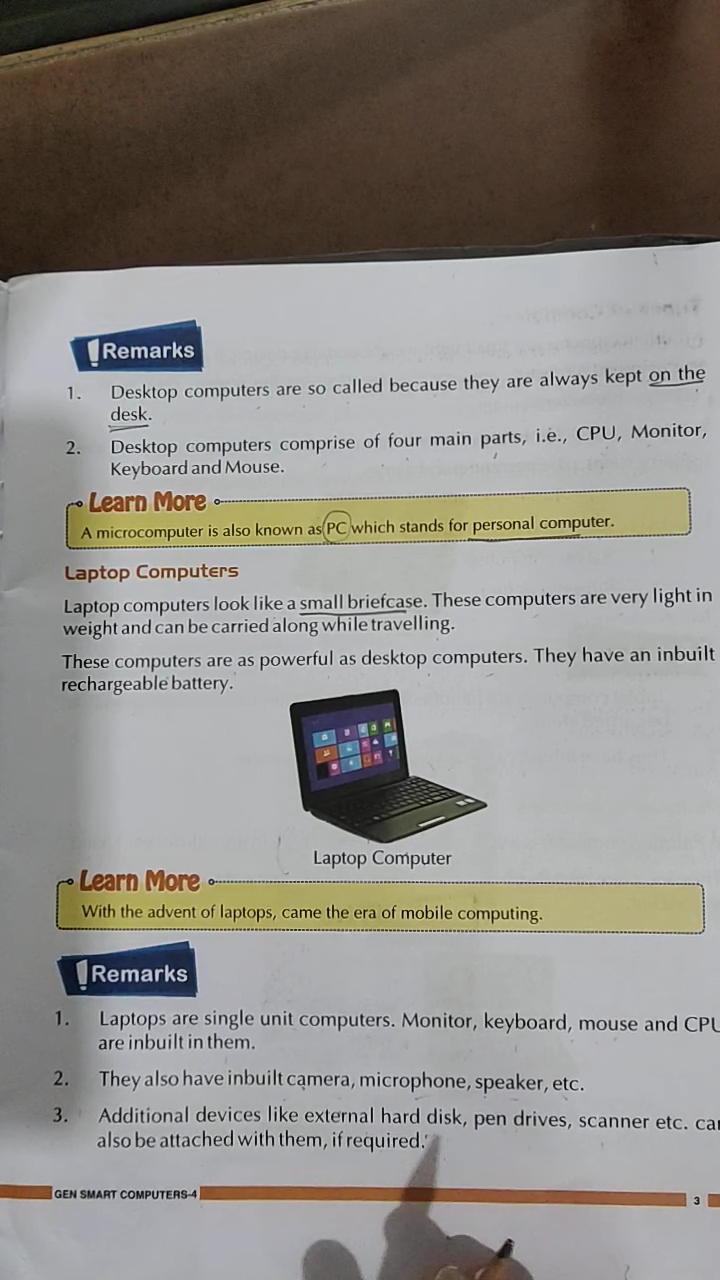 Remarks
1. Desktop computers are so called because they are always kept on the
desk.
2. Desktop computers comprise of four main parts, i.e., CPU, Monitor,
Keyboard and Mouse.
Learn More
A microcomputer is also known as PC which stands for personal computer.
Laptop Computers
Laptop computers look like a small briefcase. These computers are very light in
weight and can be carried along while travelling.
These computers are as powerful as desktop computers. They have an inbuilt
rechargeable battery.
Laptop Computer
Learn More
With the advent of laptops, came the era of mobile computing.
Remarks
1. Laptops are single unit computers. Monitor, keyboard, mouse and CPU
are inbuilt in them.
2. They also have inbuilt camera, microphone, speaker, etc.
3. Additional devices like external hard disk, pen drives, scanner etc. can
also be attached with them, if required.
GEN SMART COMPUTERS-4
3